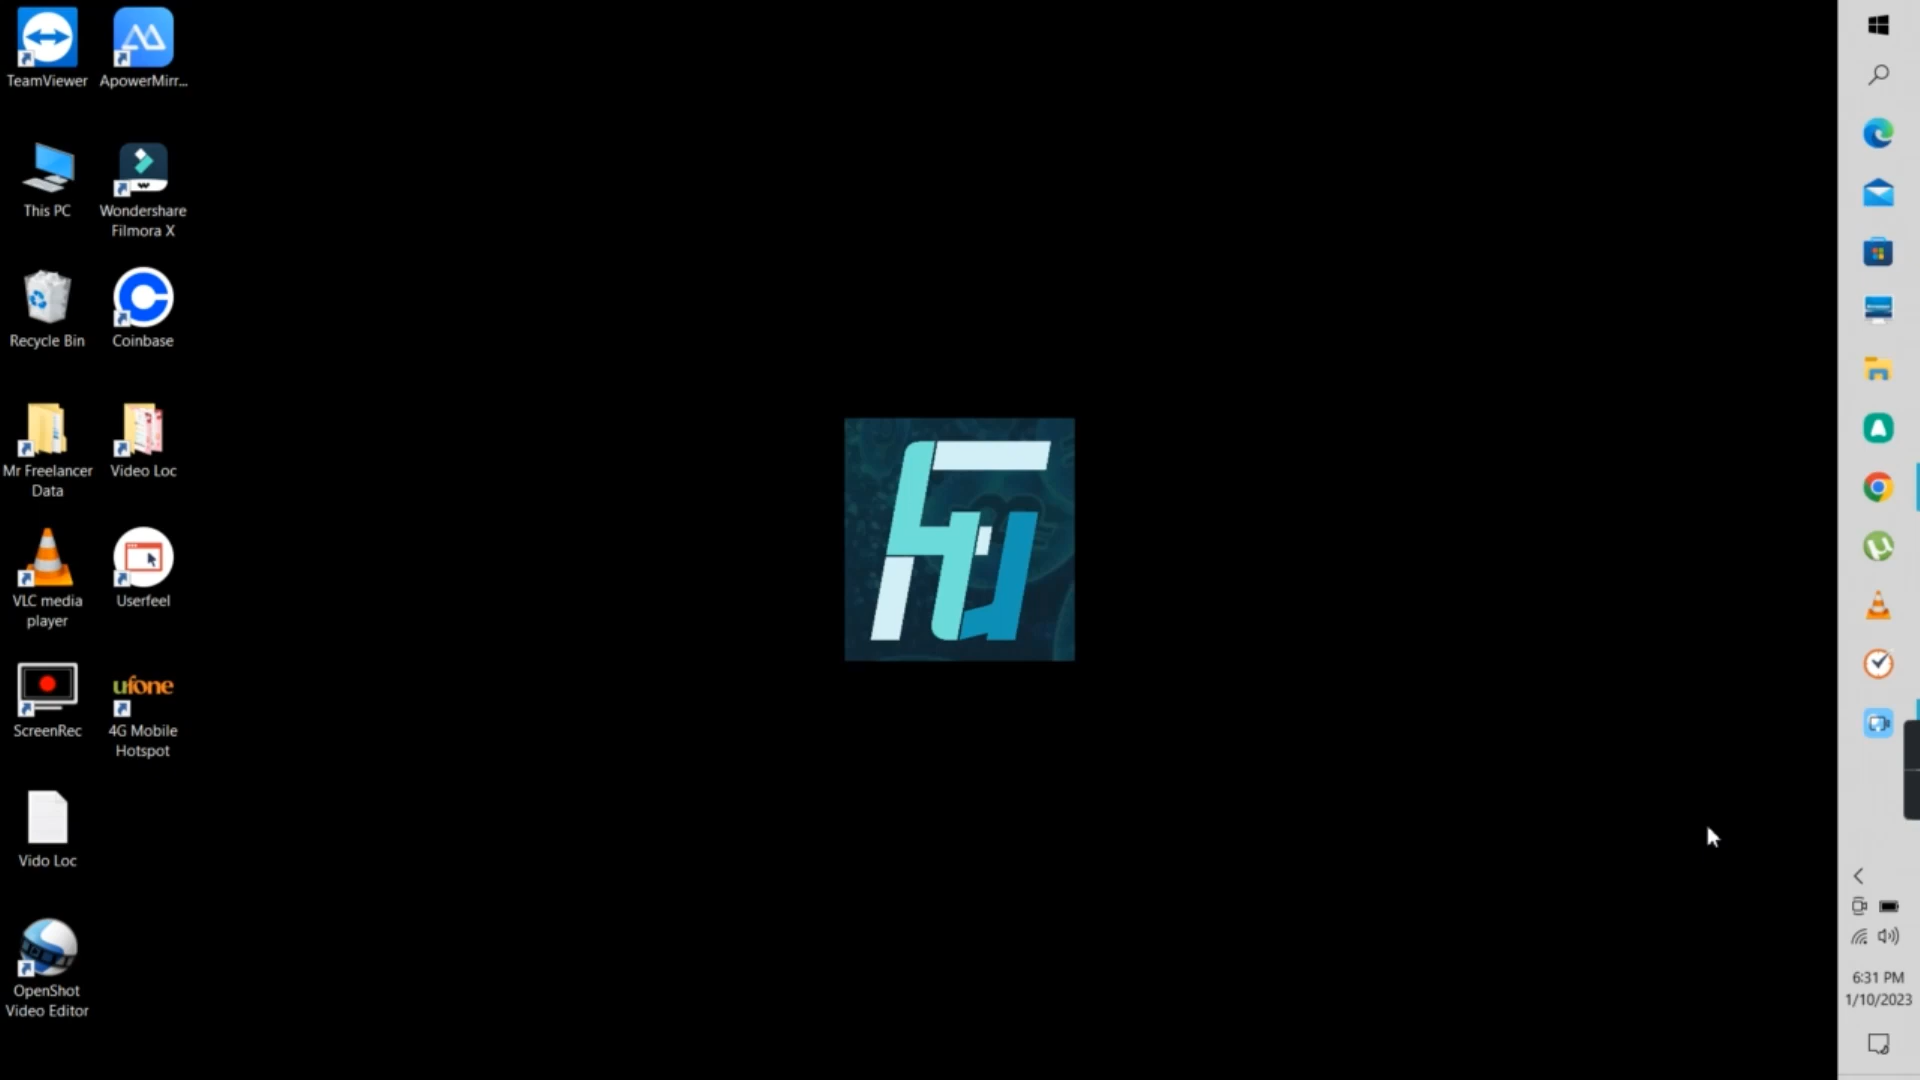 TeamViewer
ApowerMirr...
This PC
Wondershare
Filmora X
Recycle Bin
Coinbase
Mr Freelancer
Data
Video Loc
VLC media
player
Userfeel
ScreenRec
ufone
4G Mobile
Hotspot
Vido Loc
OpenShot
Video Editor
6:31 PM
1/10/2023